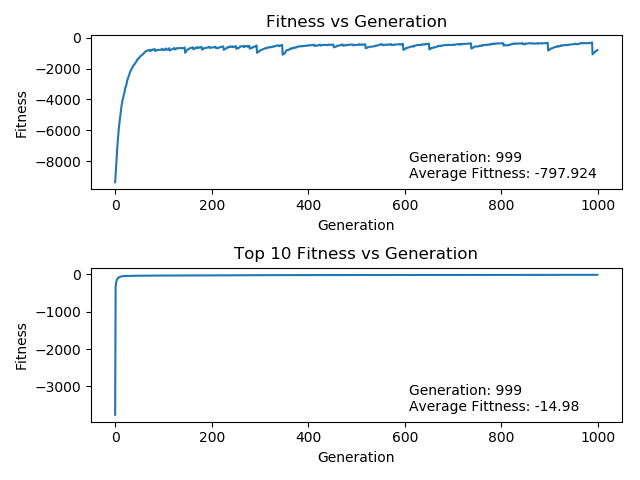 Fitness vs Generation
0
−2000
−4000
−6000
−8000
Fitness
Generation: 999
Average Fittness: -797.924
0 200 400 600 800 1000
Generation
Top 10 Fitness vs Generation
0
−1000
−2000
−3000
Fitness
Generation: 999
Average Fittness: -14.98
0 200 400 600 800 1000
Generation